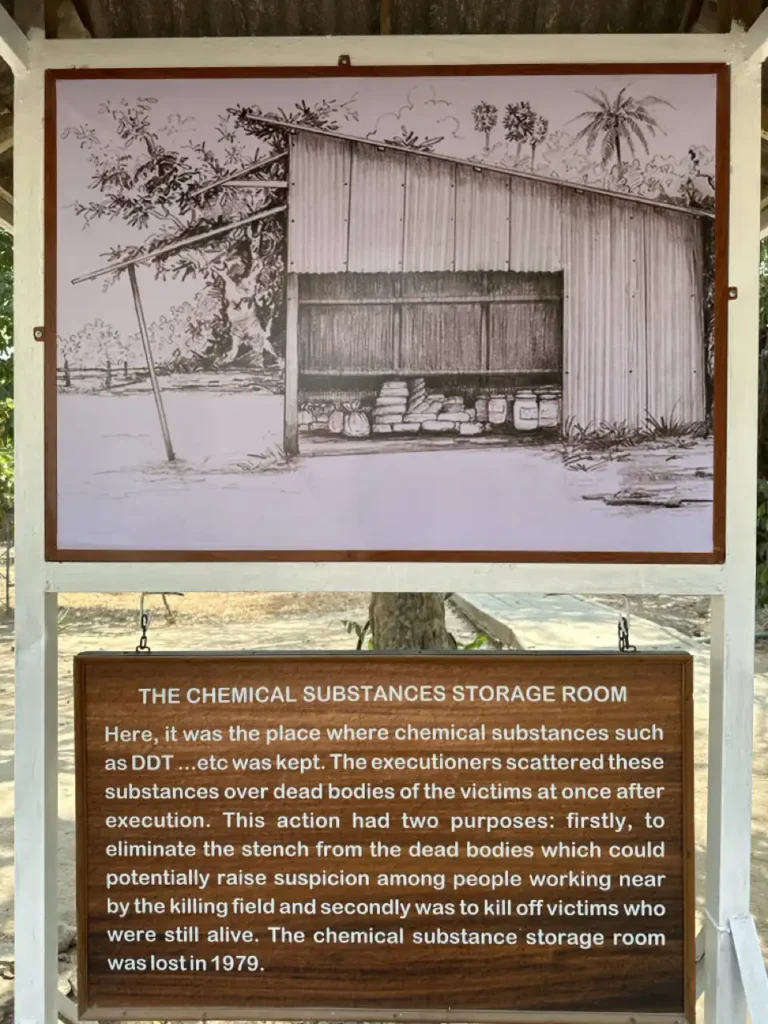 THE CHEMICAL SUBSTANCES STORAGE ROOM
Here, it was the place where chemical substances such
as DDT ...etc was kept. The executioners scattered these
substances over dead bodies of the victims at once after
execution. This action had two purposes: firstly, to
eliminate the stench from the dead bodies which could
potentially raise suspicion among people working near
by the killing field and secondly was to kill off victims who
were still alive. The chemical substance storage room
was lost in 1979.